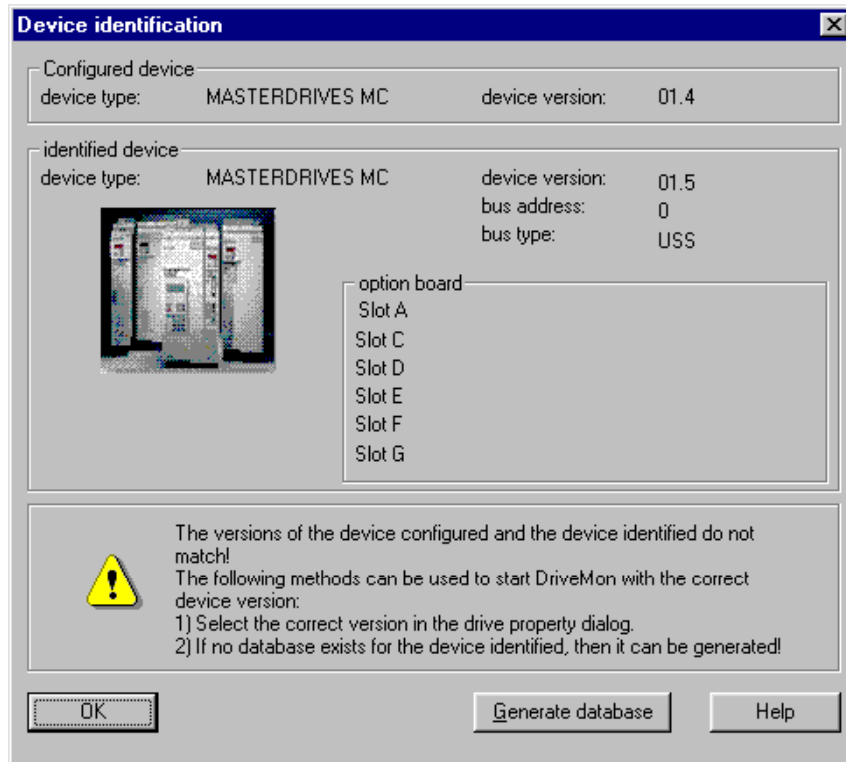 Device identification
Configured device
device type: MASTERDRIVES MC device version: 01.4
identified device
device type: MASTERDRIVES MC device version: 01.5
bus address: 0
bus type: USS
option board
Slot A
Slot C
Slot D
Slot E
Slot F
Slot G
The versions of the device configured and the device identified do not
match!
The following methods can be used to start DriveMon with the correct
device version:
1) Select the correct version in the drive property dialog.
2) If no database exists for the device identified, then it can be generated!
OK Generate database Help